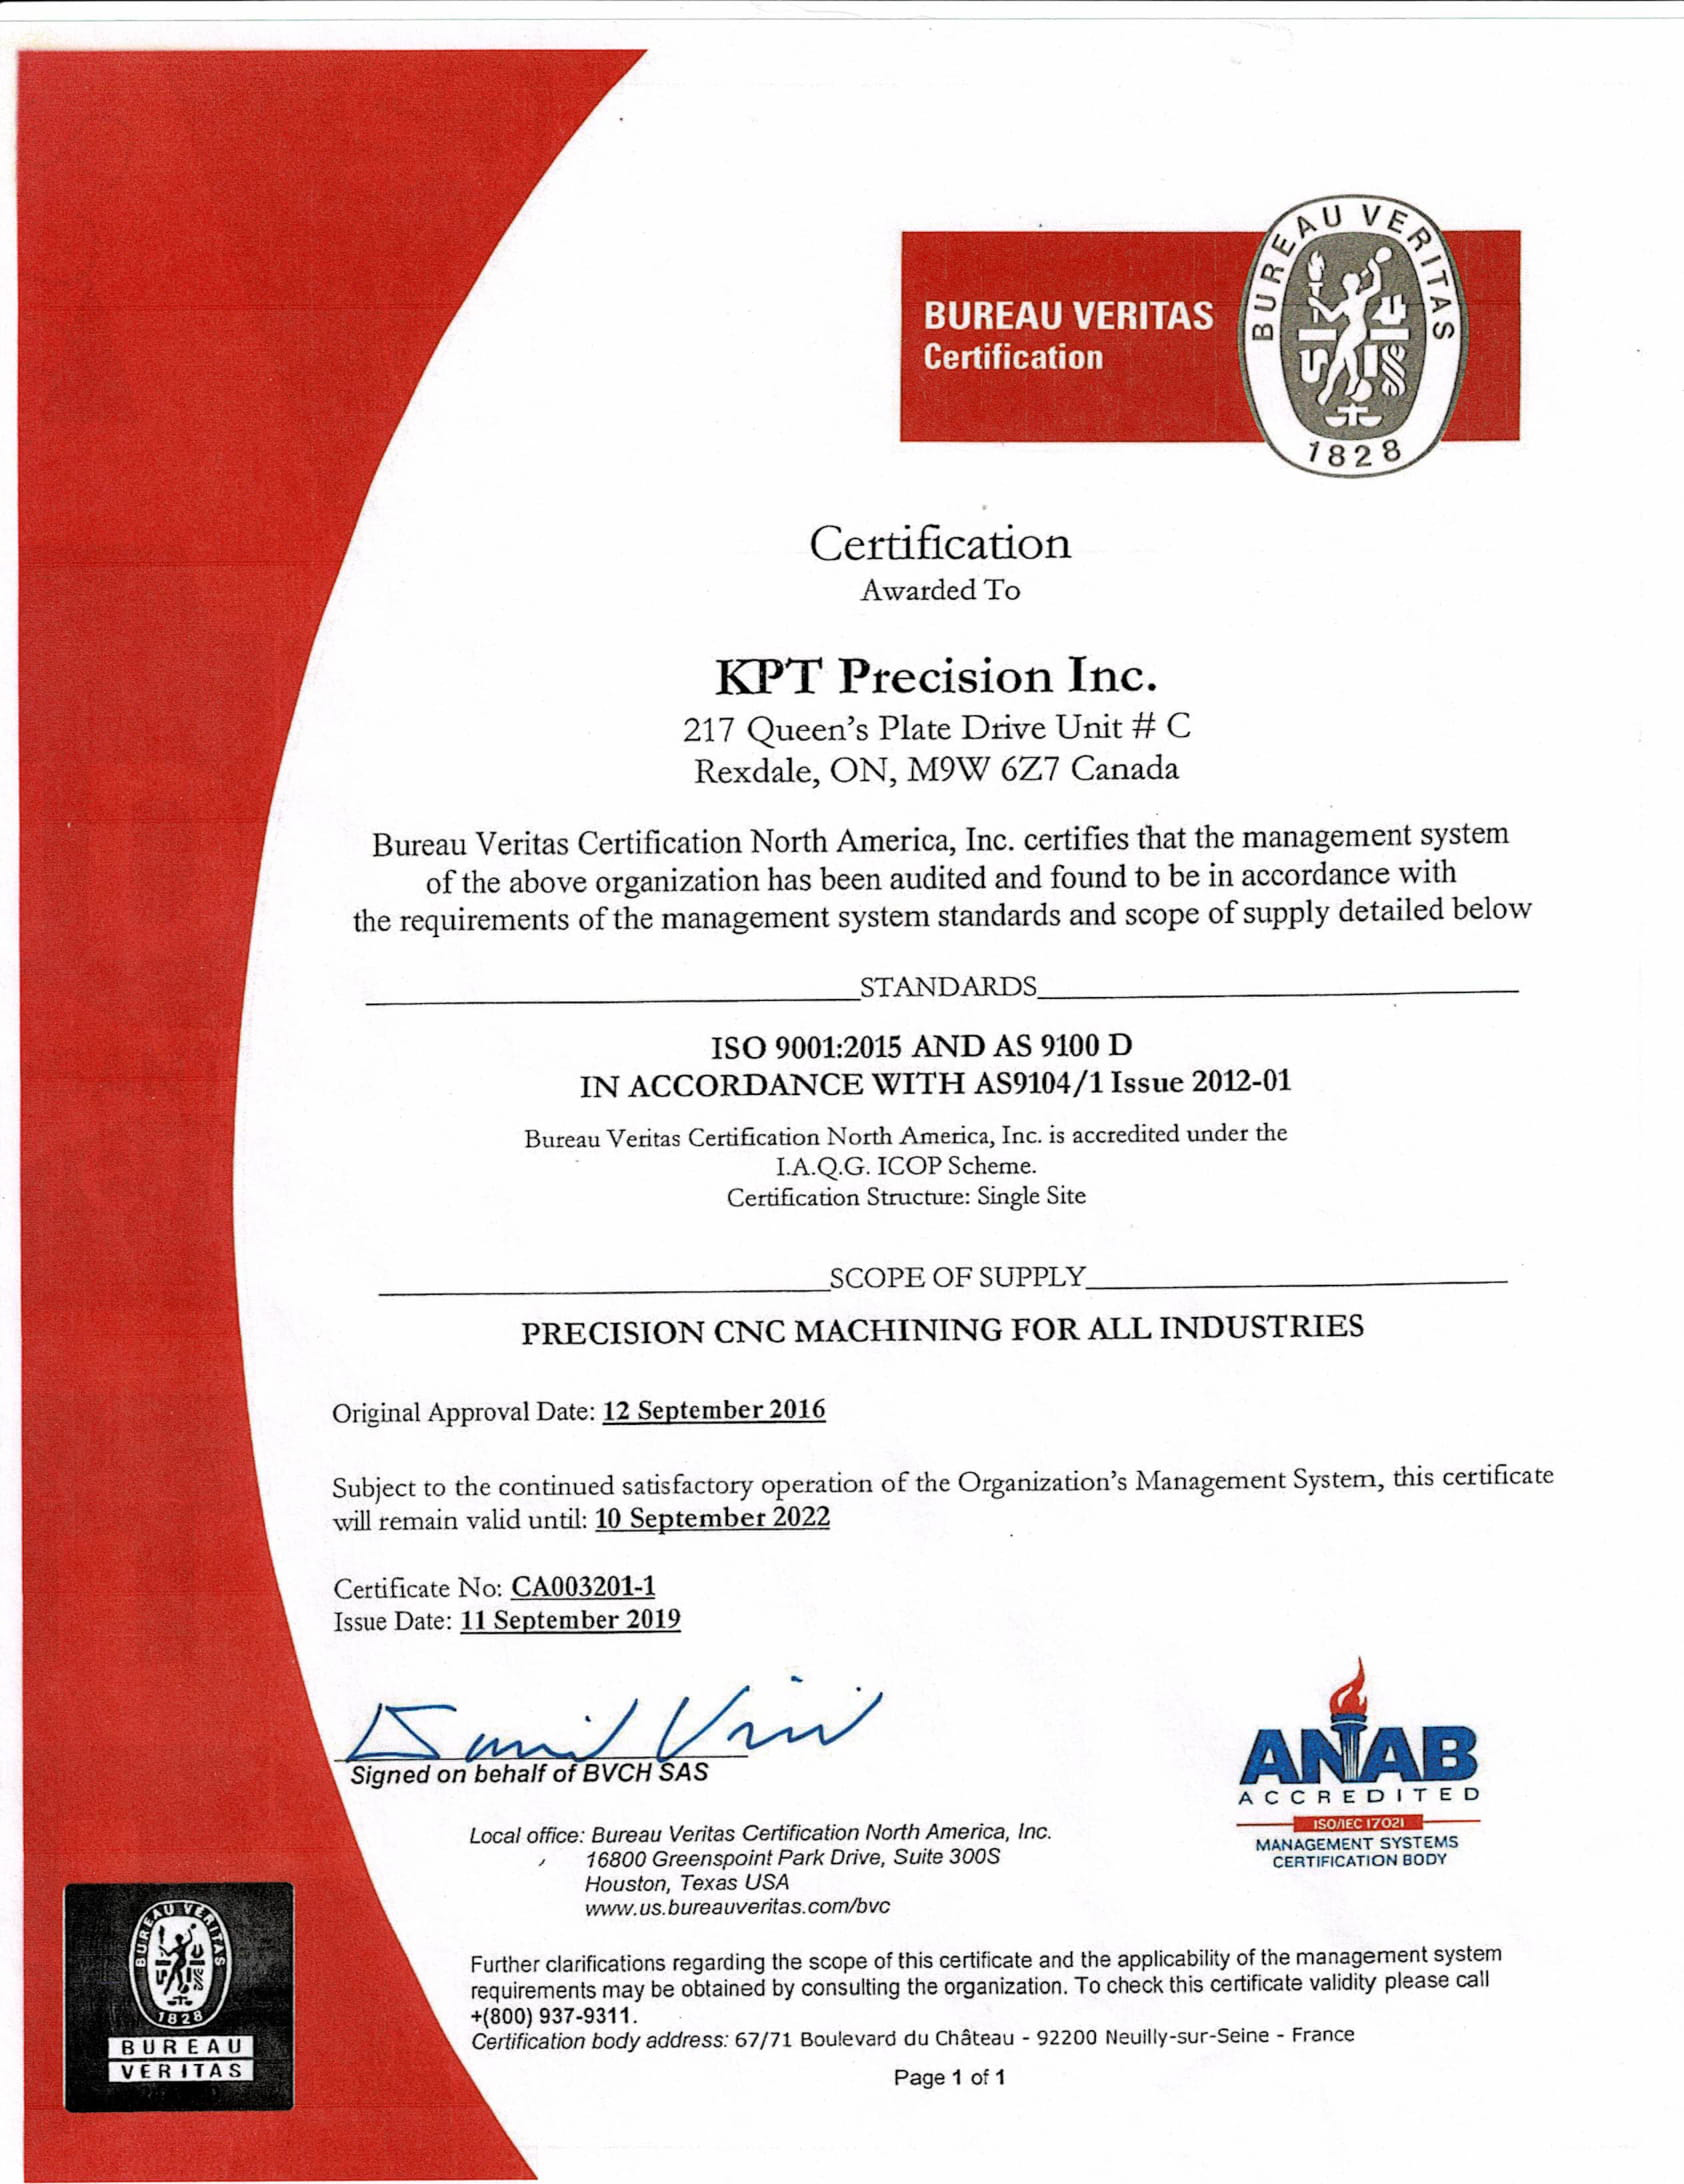 BUREAU VERITAS
Certification
BUREAU VERITAS
1828
Certification
Awarded To
KPT Precision Inc.
217 Queen's Plate Drive Unit # C
Rexdale, ON, M9W 6Z7 Canada
Bureau Veritas Certification North America, Inc. certifies that the management system
of the above organization has been audited and found to be in accordance with
the requirements of the management system standards and scope of supply detailed below
STANDARDS
ISO 9001:2015 AND AS 9100 D
IN ACCORDANCE WITH AS9104/1 Issue 2012-01
Bureau Veritas Certification North America, Inc. is accredited under the
I.A.Q.G. ICOP Scheme.
Certification Structure: Single Site
SCOPE OF SUPPLY
PRECISION CNC MACHINING FOR ALL INDUSTRIES
Original Approval Date: 12 September 2016
Subject to the continued satisfactory operation of the Organization's Management System, this certificate
will remain valid until: 10 September 2022
Certificate No: CA003201-1
Issue Date: 11 September 2019
Signed on behalf of BVCH SAS
ANAB
ACCREDITED
ISO/IEC 17021
MANAGEMENT SYSTEMS
CERTIFICATION BODY
Local office: Bureau Veritas Certification North America, Inc.
16800 Greenspoint Park Drive, Suite 300S
Houston, Texas USA
www.us.bureauveritas.com/bvc
Further clarifications regarding the scope of this certificate and the applicability of the management system
requirements may be obtained by consulting the organization. To check this certificate validity please call
+(800) 937-9311.
Certification body address: 67/71 Boulevard du Château - 92200 Neuilly-sur-Seine - France
Page 1 of 1
BUREAU VERITAS
1828
BUREAU
VERITAS